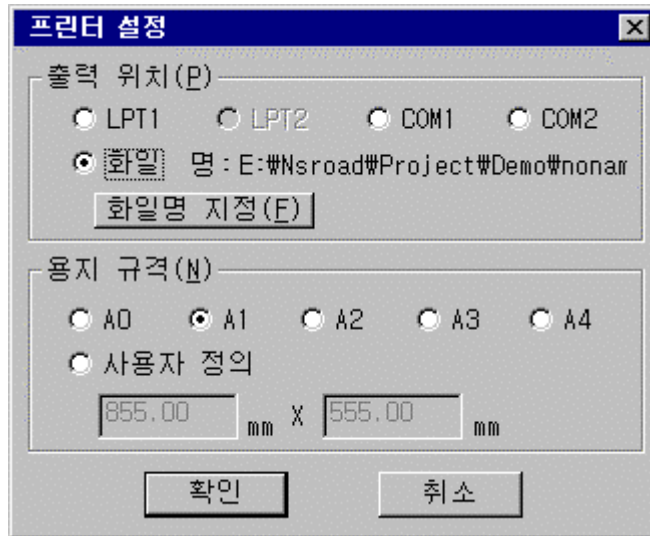 프린터 설정
출력 위치(P)
LPT1 LPT2 COM1 COM2
화일 명:E:₩Nsroad₩Project₩Demo₩nonam
화일명 지정(F)
용지 규격(N)
A0 A1 A2 A3 A4
사용자 정의
855.00 mm X 555.00 mm
확인 취소